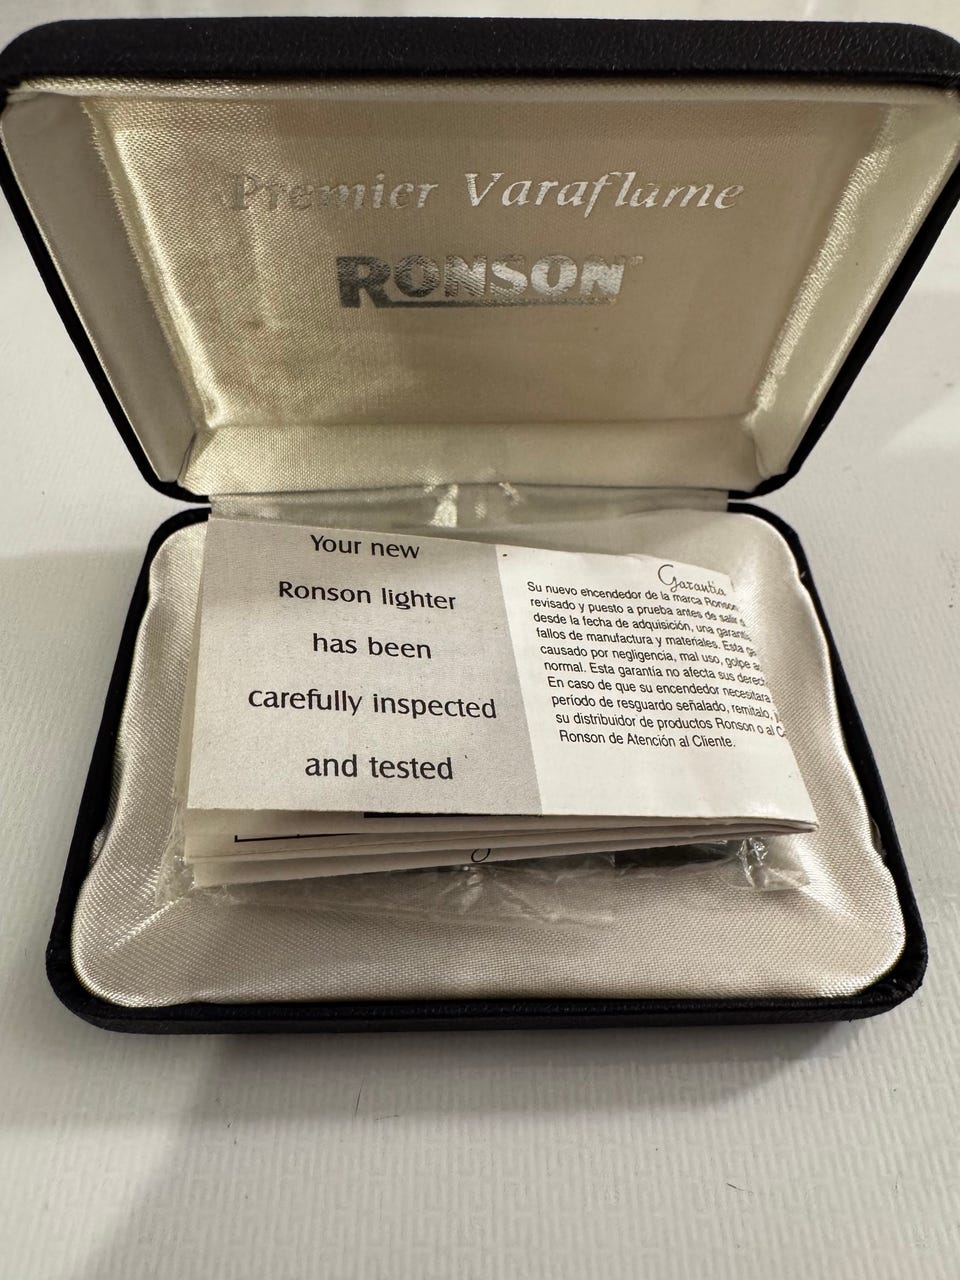 Premier Varaflame
RONSON
Your new
Ronson lighter
has been
carefully inspected
and tested
Garantía
Su nuevo encendedor de la marca Ronson
revisado y puesto a prueba antes de salir
desde la fecha de adquisición, una garantía
fallos de manufactura y materiales. Esta
causado por negligencia, mal uso, golpe
normal. Esta garantía no afecta sus
En caso de que su encendedor necesitara
período de resguardo señalado, remítalo,
su distribuidor de productos Ronson o al
Ronson de Atención al Cliente.